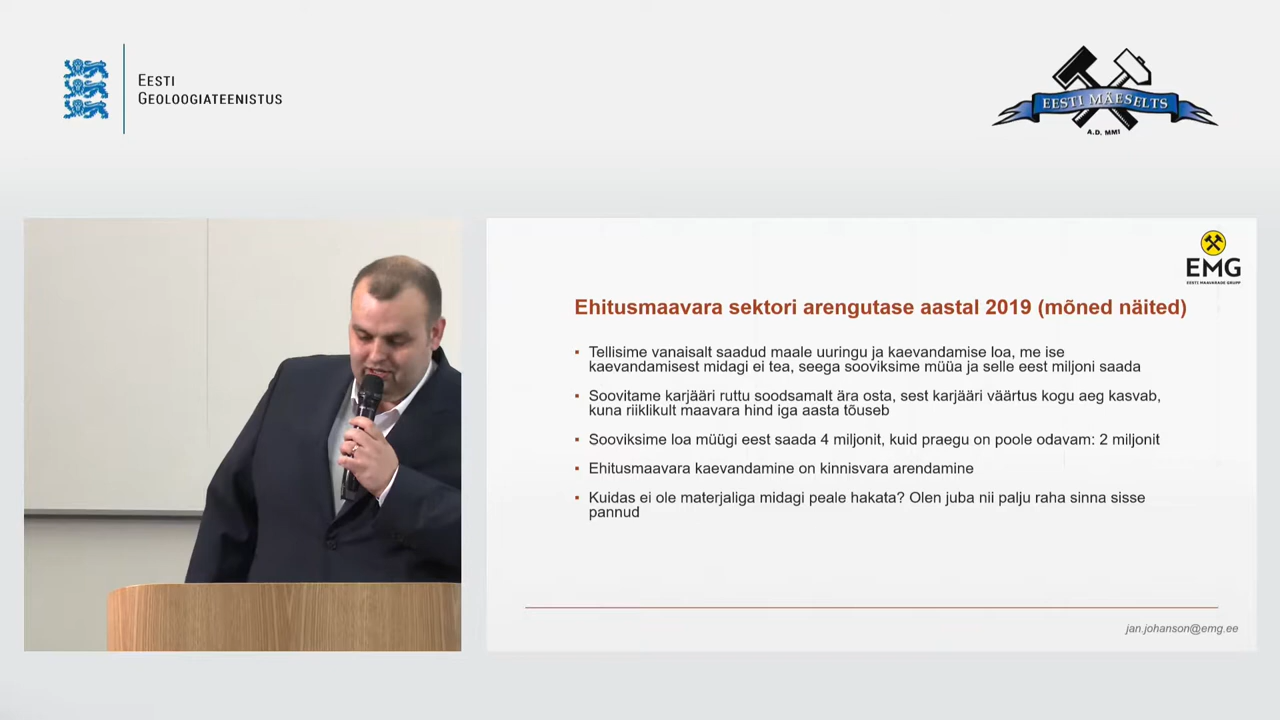 EESTI
GEOLOOGIATEENISTUS
EESTI MÄESELTS
A.D. MMI
EMG
EESTI MAAVARADE GRUPP
Ehitusmaavara sektori arengutase aastal 2019 (mõned näited)
▪ Tellisime vanaisalt saadud maale uuringu ja kaevandamise loa, me ise
kaevandamisest midagi ei tea, seega sooviksime müüa ja selle eest miljoni saada
▪ Soovitame karjääri ruttu soodsamalt ära osta, sest karjääri väärtus kogu aeg kasvab,
kuna riiklikult maavara hind iga aasta tõuseb
▪ Sooviksime loa müügi eest saada 4 miljonit, kuid praegu on poole odavam: 2 miljonit
▪ Ehitusmaavara kaevandamine on kinnisvara arendamine
▪ Kuidas ei ole materjaliga midagi peale hakata? Olen juba nii palju raha sinna sisse
pannud
jan.johanson@emg.ee